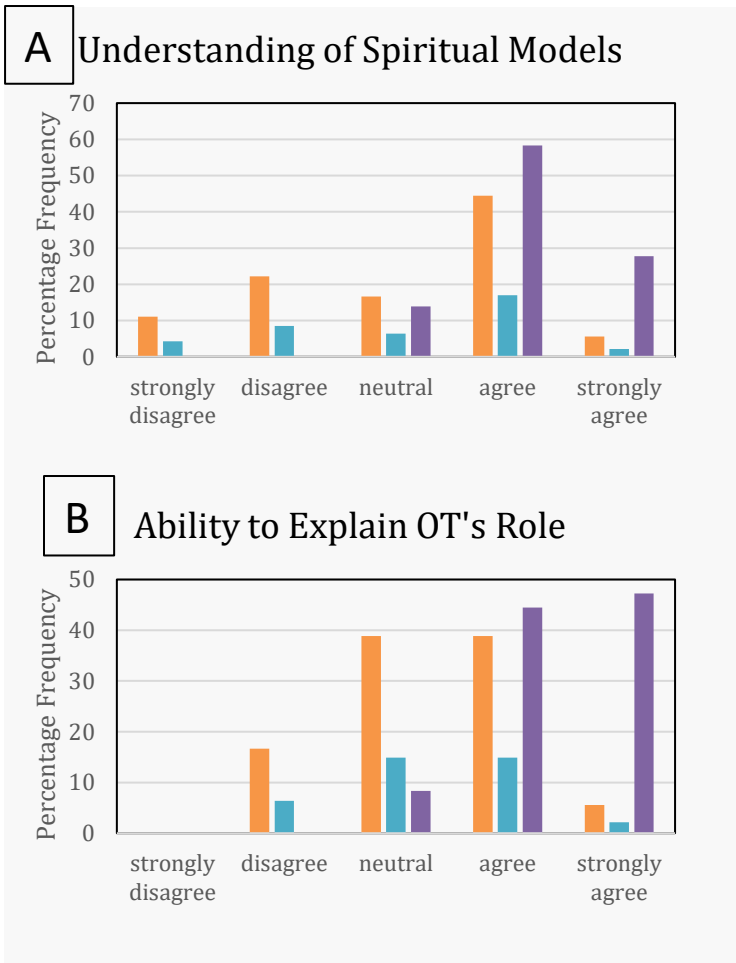 A Understanding of Spiritual Models
Percentage Frequency
70
60
50
40
30
20
10
0
strongly disagree
disagree
neutral
agree
strongly agree
B Ability to Explain OT's Role
Percentage Frequency
50
40
30
20
10
0
strongly disagree
disagree
neutral
agree
strongly agree